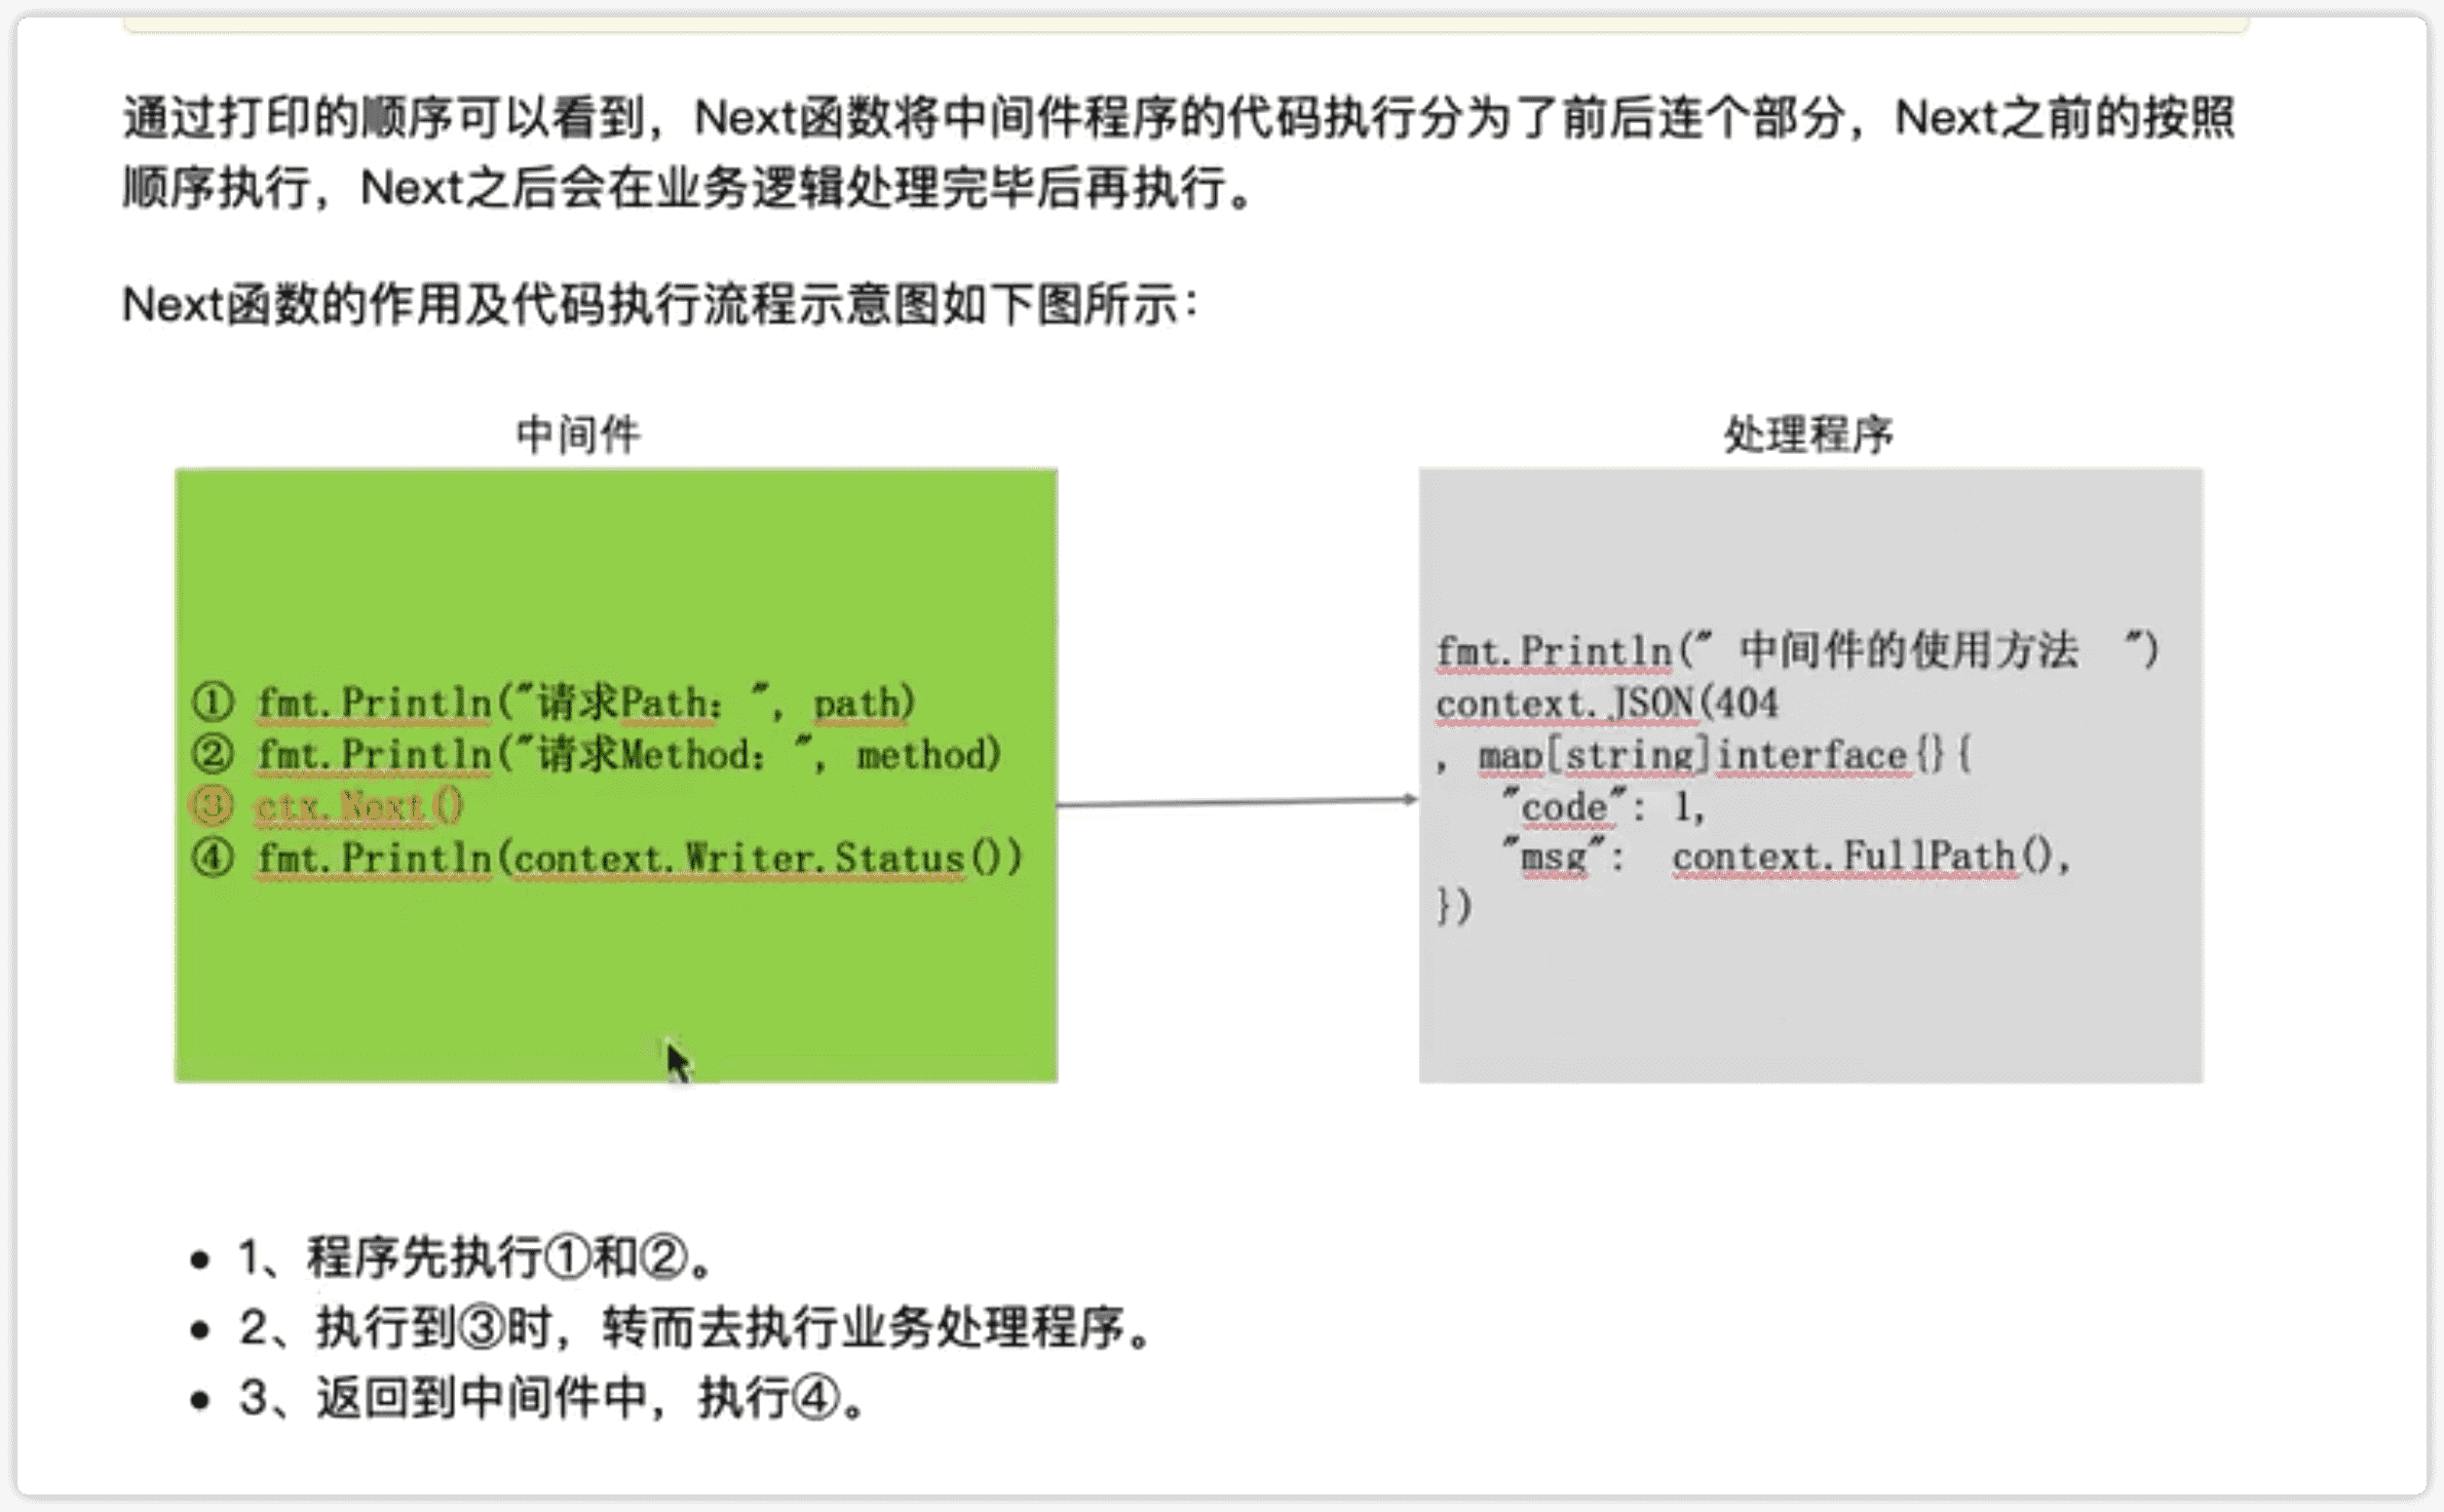 通过打印的顺序可以看到，Next函数将中间件程序的代码执行分为了前后连个部分，Next之前的按照
顺序执行，Next之后会在业务逻辑处理完毕后再执行。
Next函数的作用及代码执行流程示意图如下图所示：
中间件
① fmt.Println("请求Path：", path)
② fmt.Println("请求Method：", method)
③ ctx.Next()
④ fmt.Println(context.Writer.Status())
处理程序
fmt.Println(" 中间件的使用方法  ")
context.JSON(404
, map[string]interface{}{
"code": 1,
"msg":  context.FullPath(),
})
• 1、程序先执行①和②。
• 2、执行到③时，转而去执行业务处理程序。
• 3、返回到中间件中，执行④。